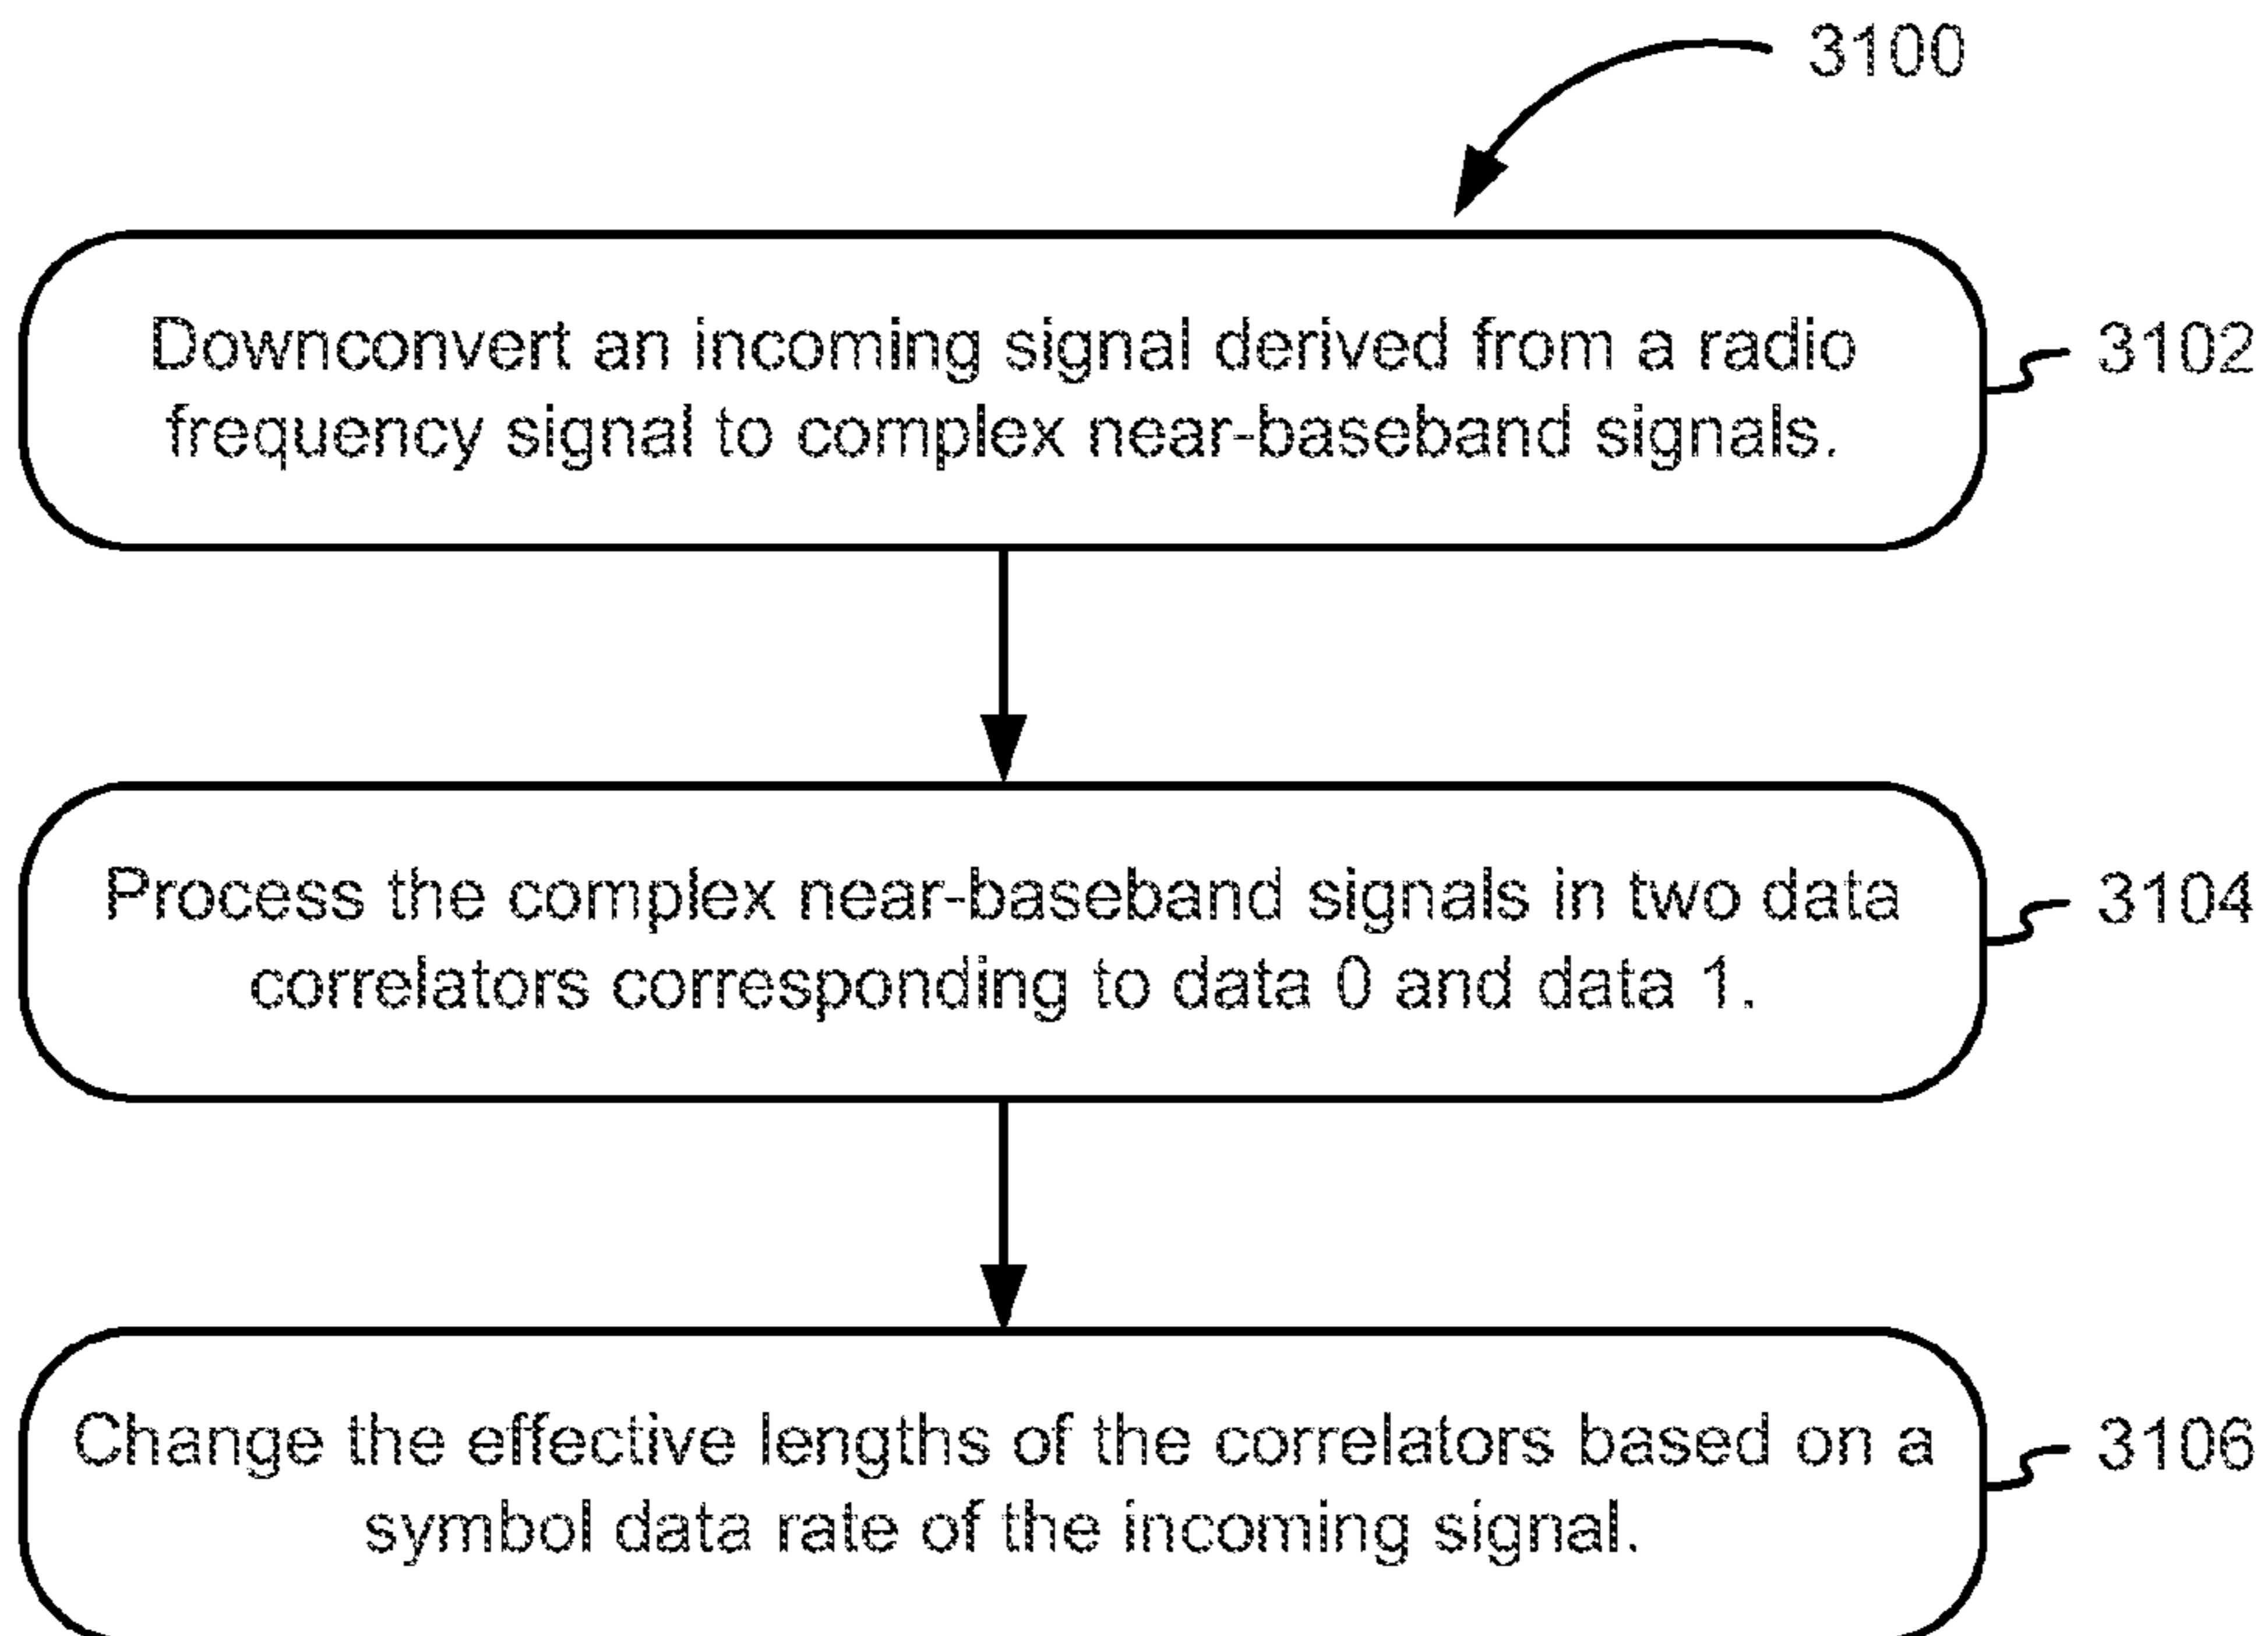 3100
Downconvert an incoming signal derived from a radio
frequency signal to complex near-baseband signals.
3102
Process the complex near-baseband signals in two data
correlators corresponding to data 0 and data 1.
3104
Change the effective lengths of the correlators based on a
symbol data rate of the incoming signal.
3106